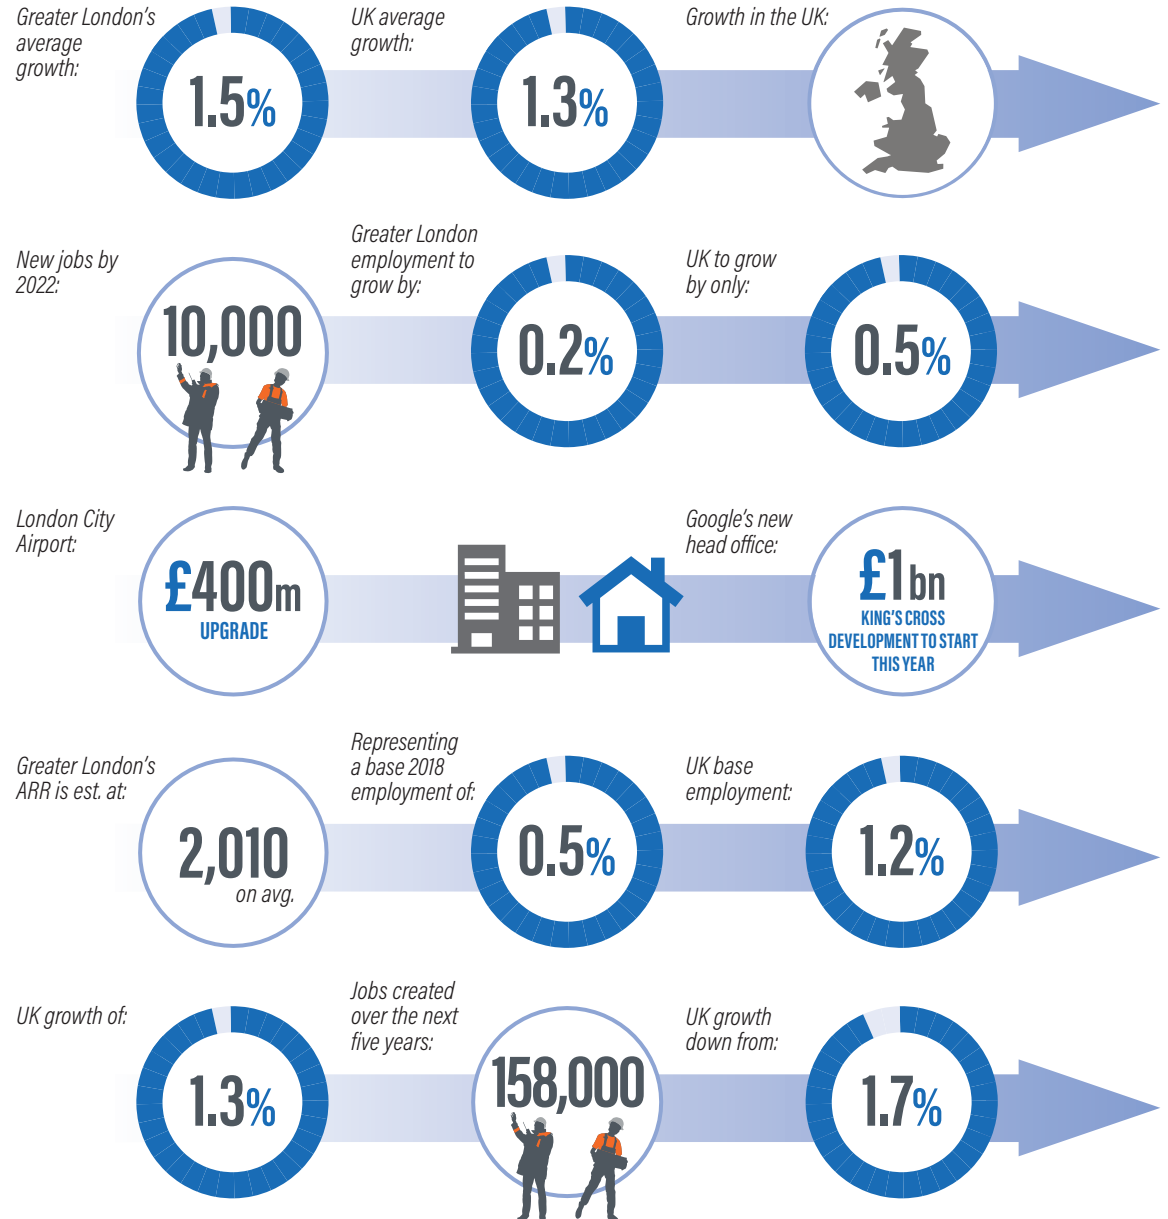 Greater London's
average
growth:
1.5%
UK average
growth:
1.3%
Growth in the UK:
New jobs by
2022:
10,000
Greater London
employment to
grow by:
0.2%
UK to grow
by only:
0.5%
London City
Airport:
£400m
UPGRADE
Google's new
head office:
£1bn
KING'S CROSS
DEVELOPMENT TO START
THIS YEAR
Greater London's
ARR is est. at:
2,010
on avg.
Representing
a base 2018
employment of:
0.5%
UK base
employment:
1.2%
UK growth of:
1.3%
Jobs created
over the next
five years:
158,000
UK growth
down from:
1.7%